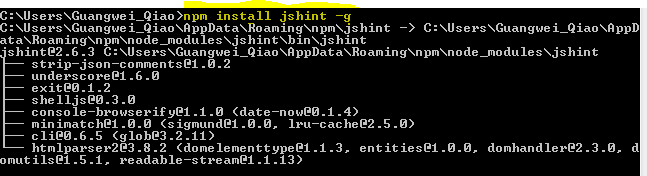 C:\Users\Guangwei_Qiao>npm install jshint -g
C:\Users\Guangwei_Qiao\AppData\Roaming\npm\jshint -> C:\Users\Guangwei_Qiao\AppD
ata\Roaming\npm\node_modules\jshint\bin\jshint
jshint@2.6.3 C:\Users\Guangwei_Qiao\AppData\Roaming\npm\node_modules\jshint
├── strip-json-comments@1.0.2
├── underscore@1.6.0
├── exit@0.1.2
├── shelljs@0.3.0
├── console-browserify@1.1.0 (date-now@0.1.4)
├── minimatch@1.0.0 (sigmund@1.0.0, lru-cache@2.5.0)
├── cli@0.6.5 (glob@3.2.11)
└── htmlparser2@3.8.2 (domelementtype@1.1.3, entities@1.0.0, domhandler@2.3.0, d
omutils@1.5.1, readable-stream@1.1.13)